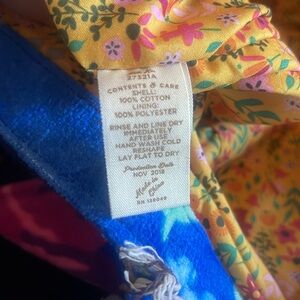 27321A
CONTENTS & CARE
SHELL:
100% COTTON
LINING:
100% POLYESTER
RINSE AND LINE DRY
IMMEDIATELY
AFTER USE
HAND WASH COLD
RESHAPE
LAY FLAT TO DRY
Production Date
NOV 2018
Made in
China
RN 126049